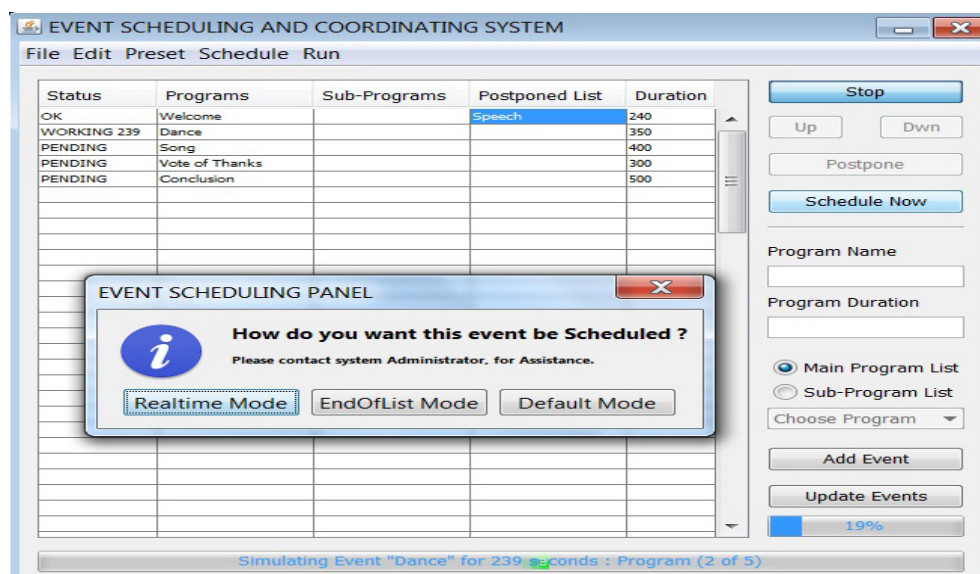 EVENT SCHEDULING AND COORDINATING SYSTEM
File Edit Preset Schedule Run
Status Programs Sub-Programs Postponed List Duration
OK Welcome Speech 240
WORKING 239 Dance 350
PENDING Song 400
PENDING Vote of Thanks 300
PENDING Conclusion 500
Stop
Up Dwn
Postpone
Schedule Now
Program Name
Program Duration
Main Program List
Sub-Program List
Choose Program
Add Event
Update Events
19%
EVENT SCHEDULING PANEL
How do you want this event be Scheduled ?
Please contact system Administrator, for Assistance.
Realtime Mode EndOfList Mode Default Mode
Simulating Event "Dance" for 239 seconds : Program (2 of 5)